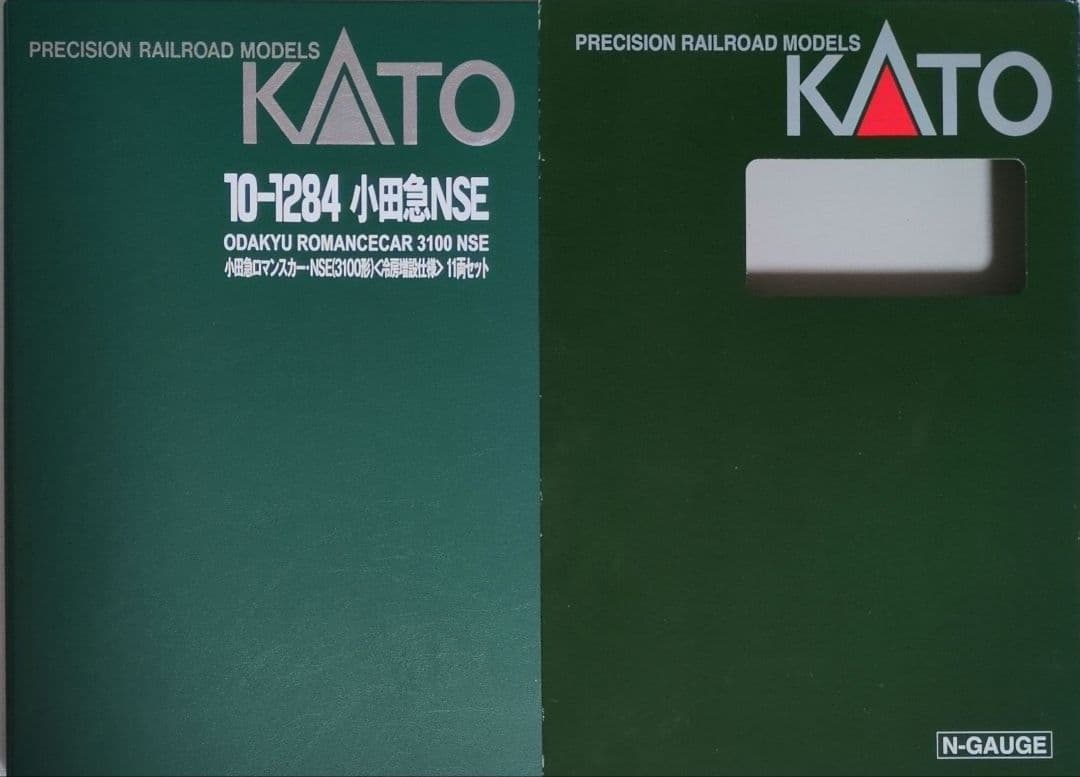 PRECISION RAILROAD MODELS
KATO
10-1284 小田急NSE
ODAKYU ROMANCECAR 3100 NSE
小田急ロマンスカー・NSE(3100形)<冷房増設仕様> 11両セット
PRECISION RAILROAD MODELS
KATO
N-GAUGE